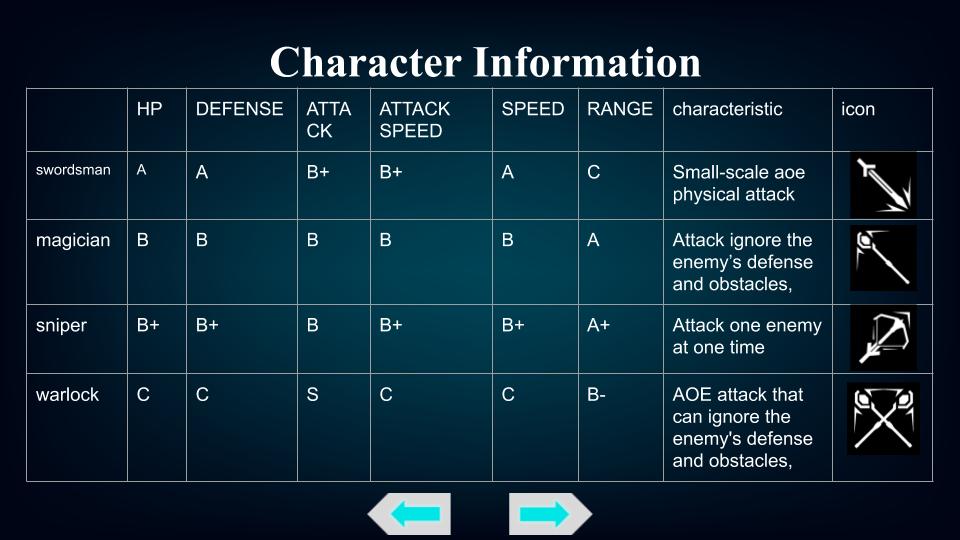 Character Information
HP DEFENSE ATTA ATTACK SPEED RANGE characteristic icon
CK SPEED
swordsman A A B+ B+ A C Small-scale aoe
physical attack
magician B B B B B A Attack ignore the
enemy’s defense
and obstacles,
sniper B+ B+ B B+ B+ A+ Attack one enemy
at one time
warlock C C S C C B- AOE attack that
can ignore the
enemy's defense
and obstacles,